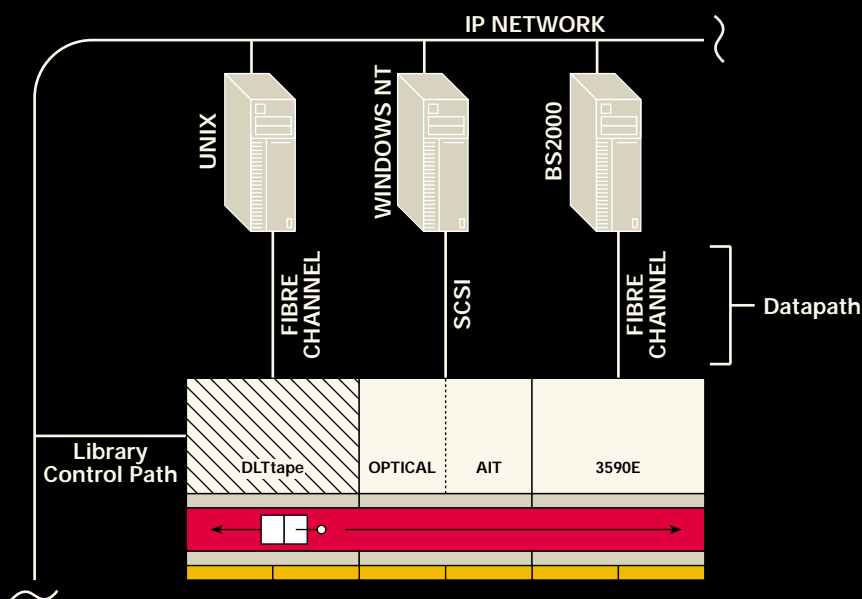 IP NETWORK
UNIX
WINDOWS NT
BS2000
FIBRE
CHANNEL
SCSI
FIBRE
CHANNEL
Datapath
Library
Control Path
DLTtape
OPTICAL
AIT
3590E